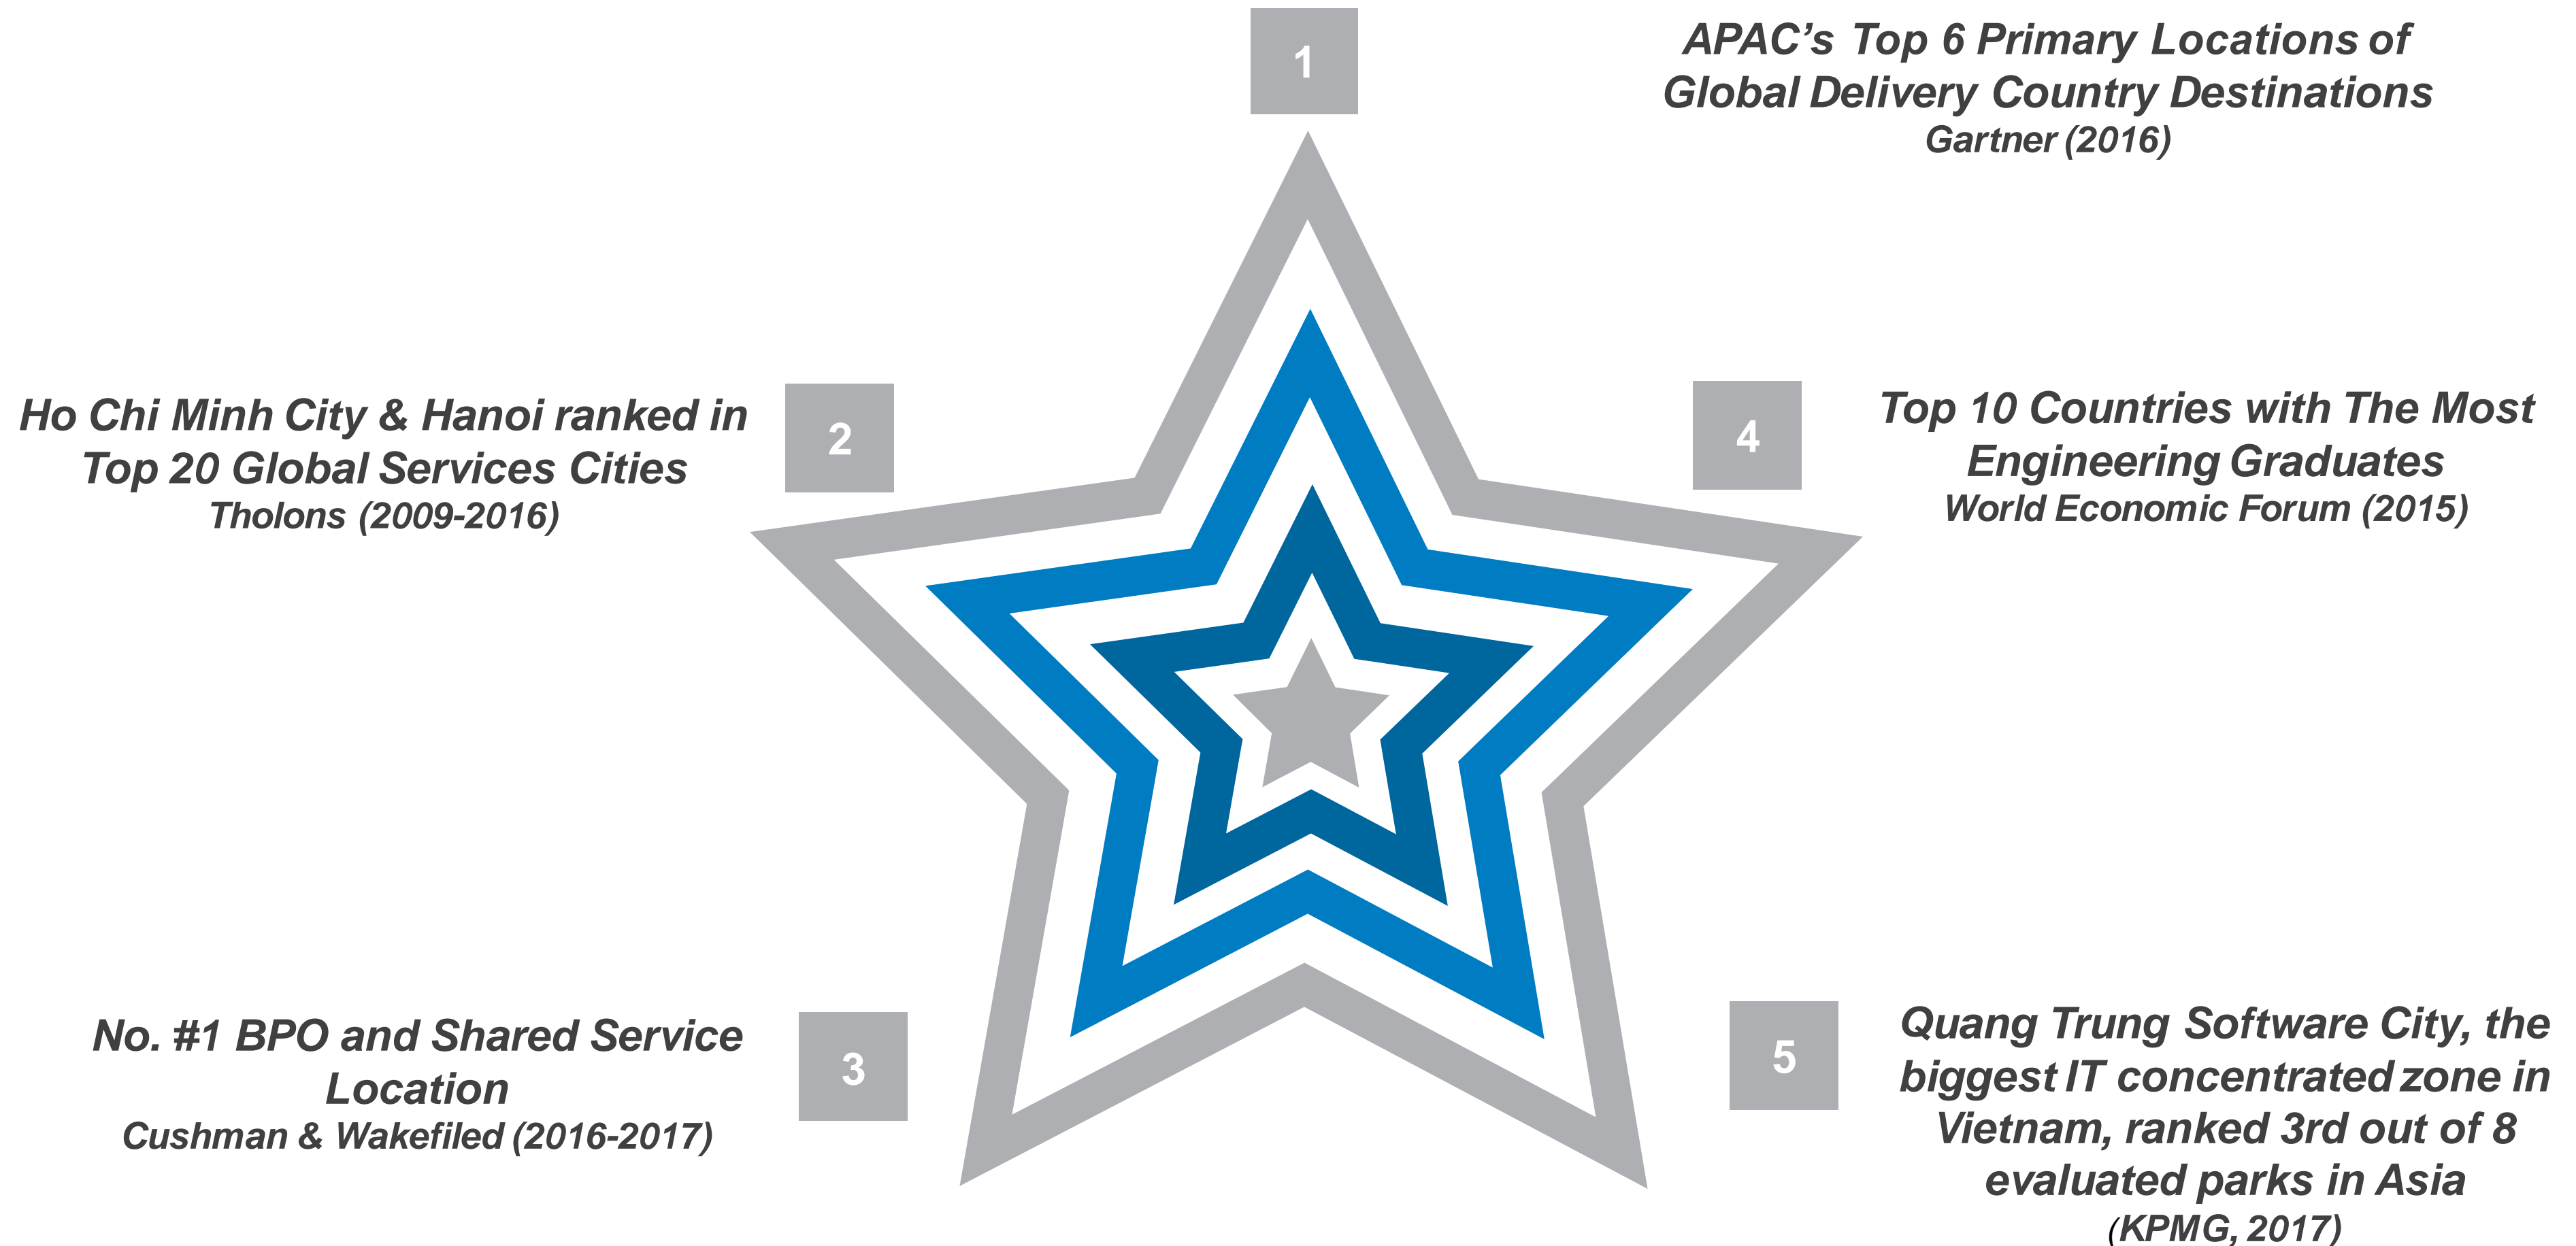 1
APAC’s Top 6 Primary Locations of
Global Delivery Country Destinations
Gartner (2016)
Ho Chi Minh City & Hanoi ranked in
Top 20 Global Services Cities
Tholons (2009-2016)
2
4
Top 10 Countries with The Most
Engineering Graduates
World Economic Forum (2015)
No. #1 BPO and Shared Service
Location
Cushman & Wakefiled (2016-2017)
3
5
Quang Trung Software City, the
biggest IT concentrated zone in
Vietnam, ranked 3rd out of 8
evaluated parks in Asia
(KPMG, 2017)